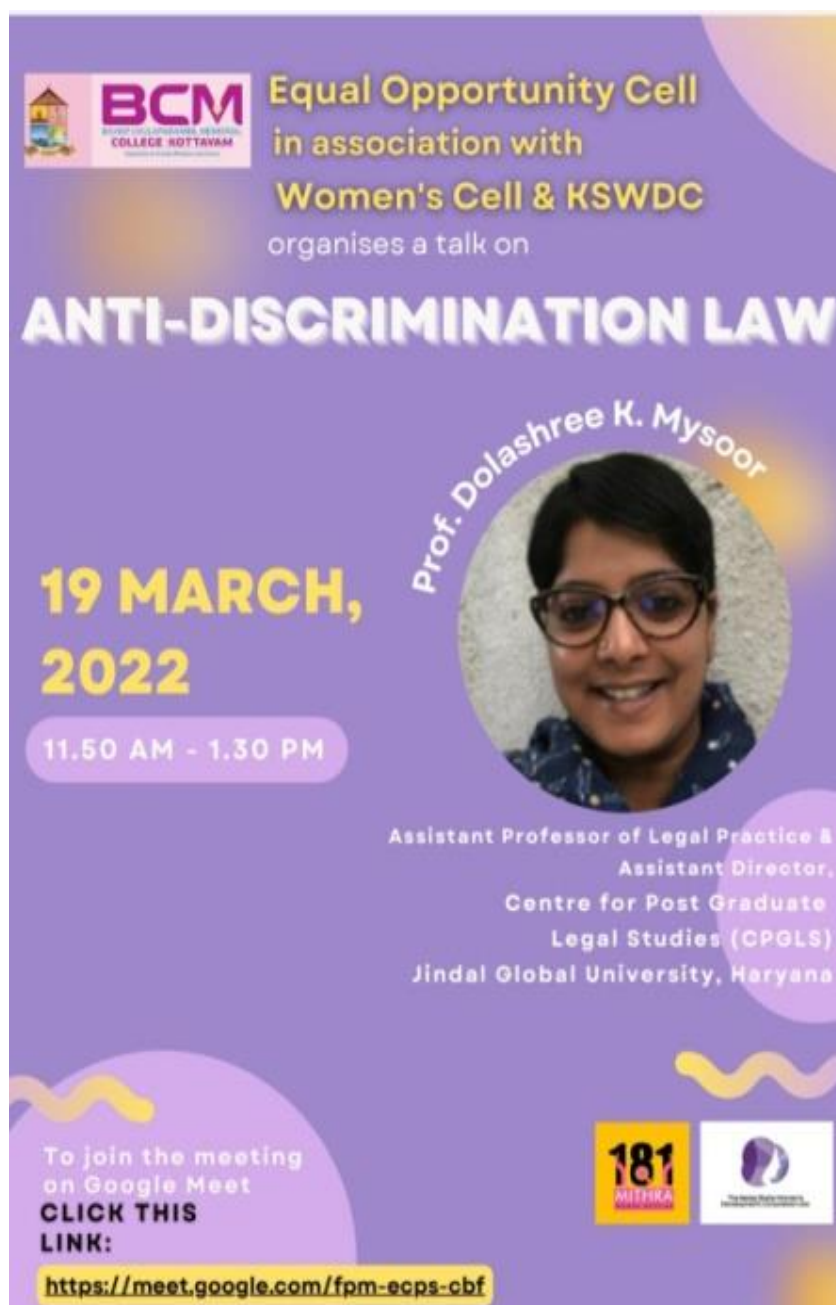 BCM
COLLEGE KOTTAYAM
Equal Opportunity Cell
in association with
Women's Cell & KSWDC
organises a talk on
ANTI-DISCRIMINATION LAW
Prof. Dolashree K. Mysoor
19 MARCH,
2022
11.50 AM - 1.30 PM
Assistant Professor of Legal Practice &
Assistant Director,
Centre for Post Graduate
Legal Studies (CPGLS)
Jindal Global University, Haryana
To join the meeting
on Google Meet
CLICK THIS
LINK:
https://meet.google.com/fpm-ecps-cbf
181
MITHRA